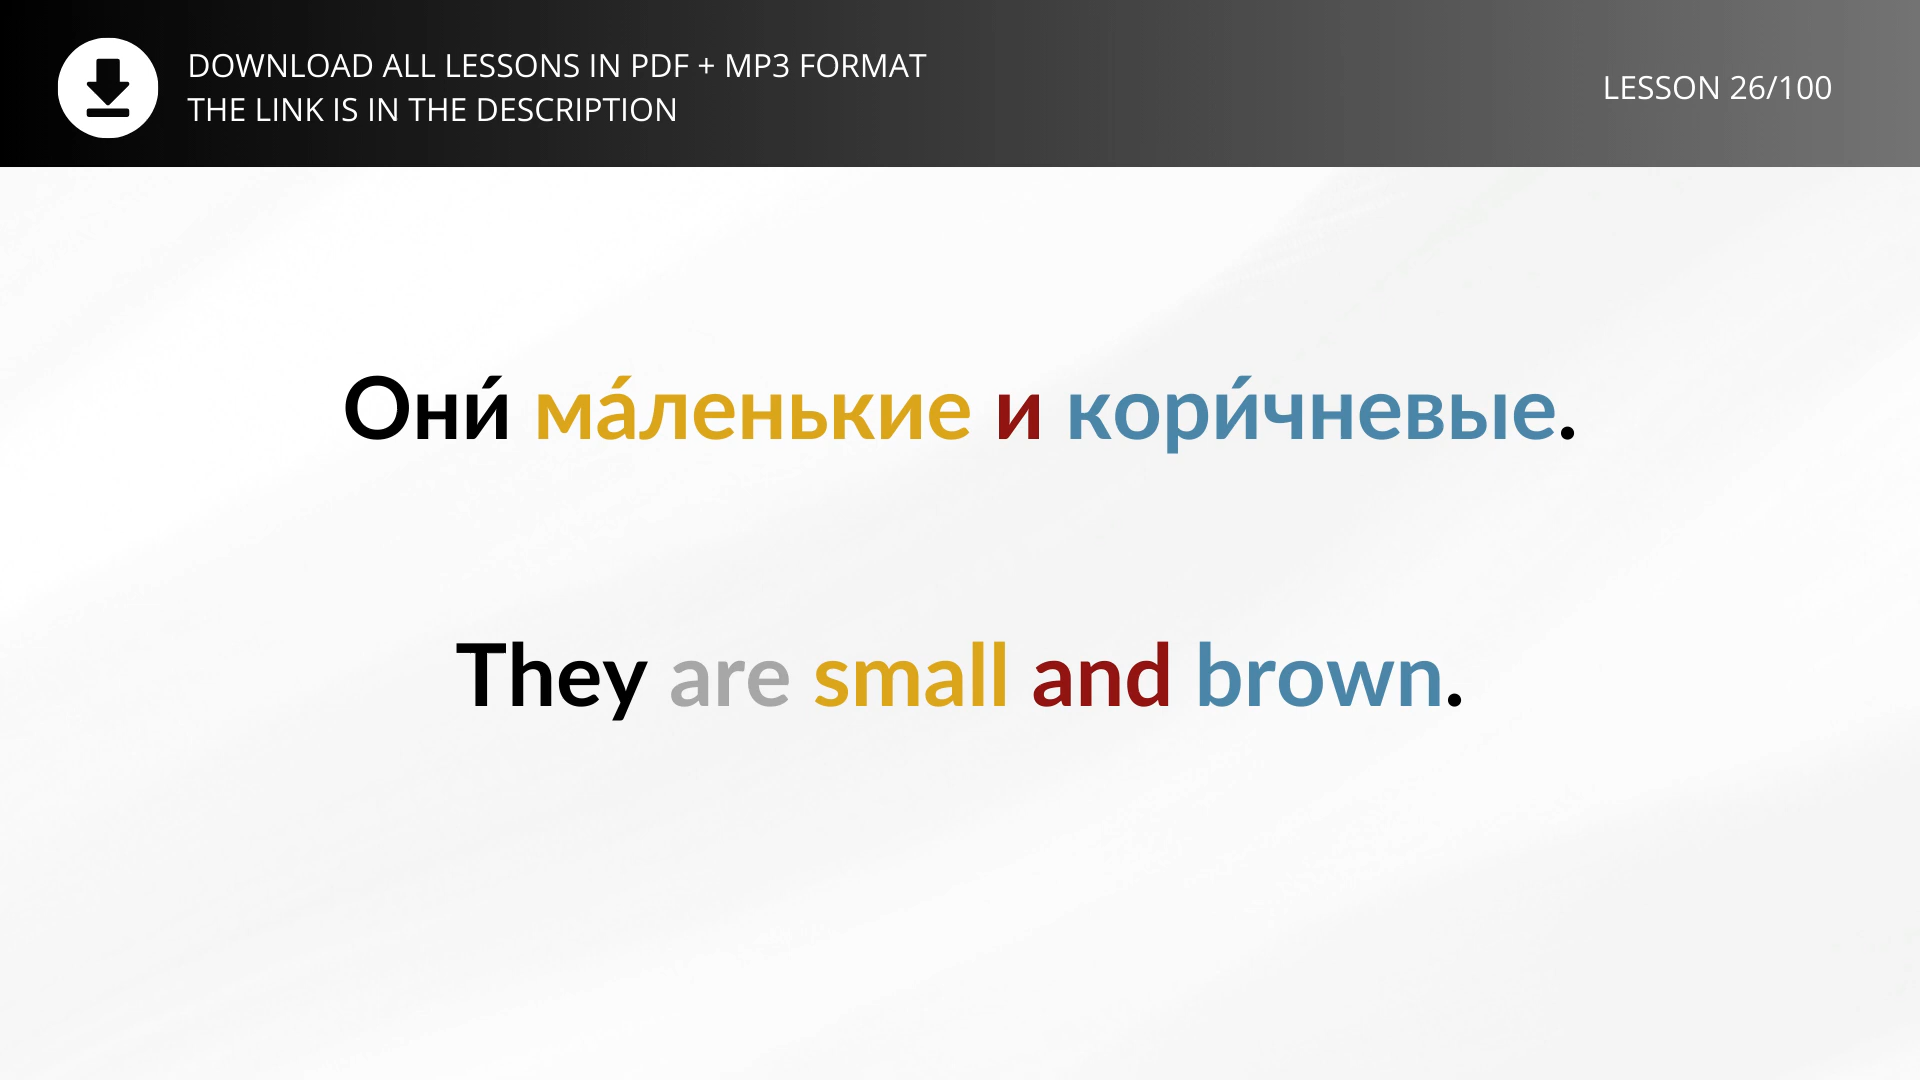 DOWNLOAD ALL LESSONS IN PDF + MP3 FORMAT
THE LINK IS IN THE DESCRIPTION
LESSON 26/100
Они́ ма́ленькие и кори́чневые.
They are small and brown.